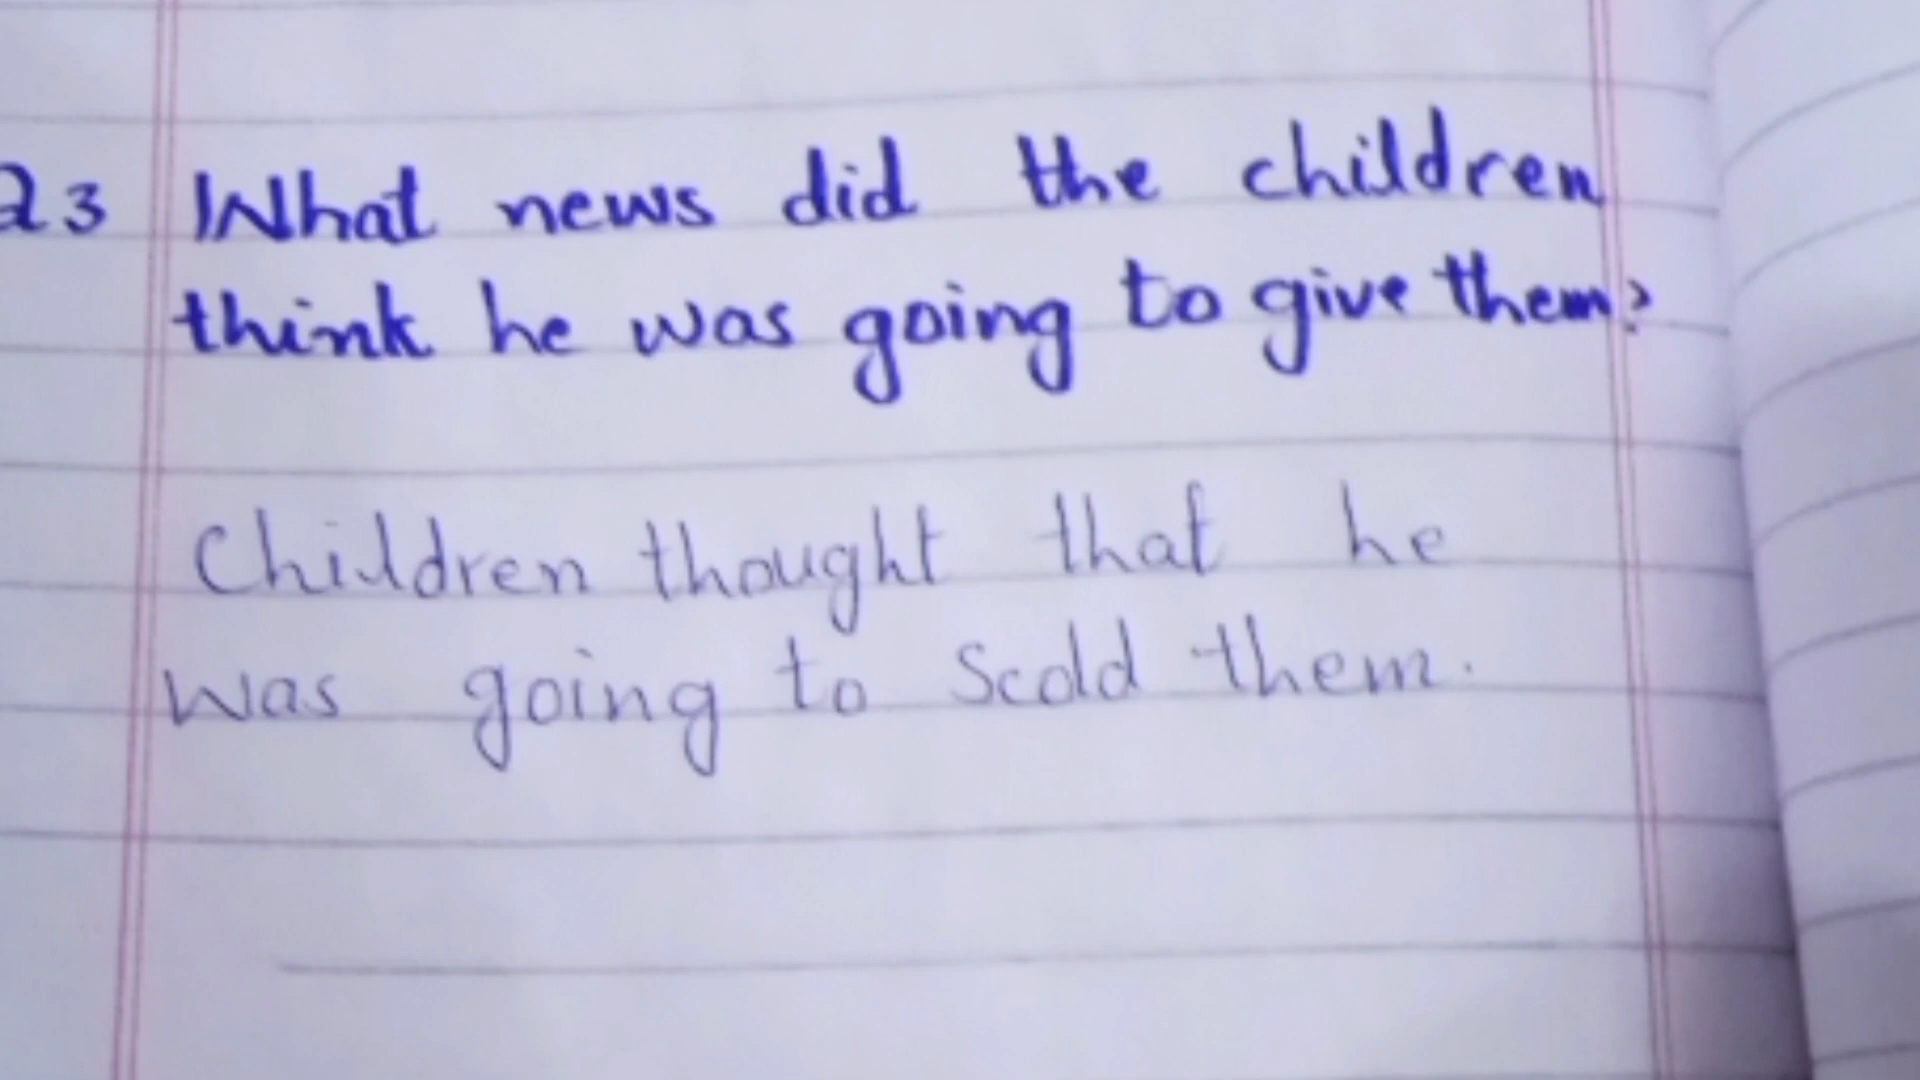 Q3 What news did the children
think he was going to give them?
Children thought that he
was going to scold them.